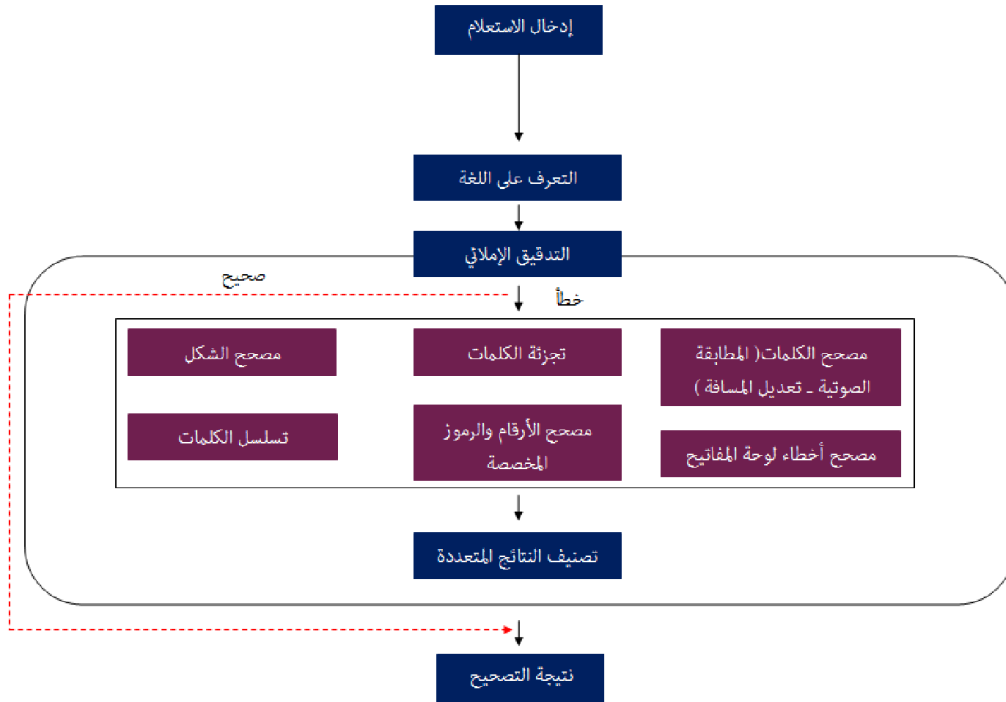 إدخال الاستعلام
التعرف على اللغة
التدقيق الإملائي
صحيح
خطأ
مصحح الكلمات( المطابقة
الصوتية ـ تعديل المسافة )
تجزئة الكلمات
مصحح الشكل
مصحح أخطاء لوحة المفاتيح
مصحح الأرقام والرموز
المخصصة
تسلسل الكلمات
تصنيف النتائج المتعددة
نتيجة التصحيح